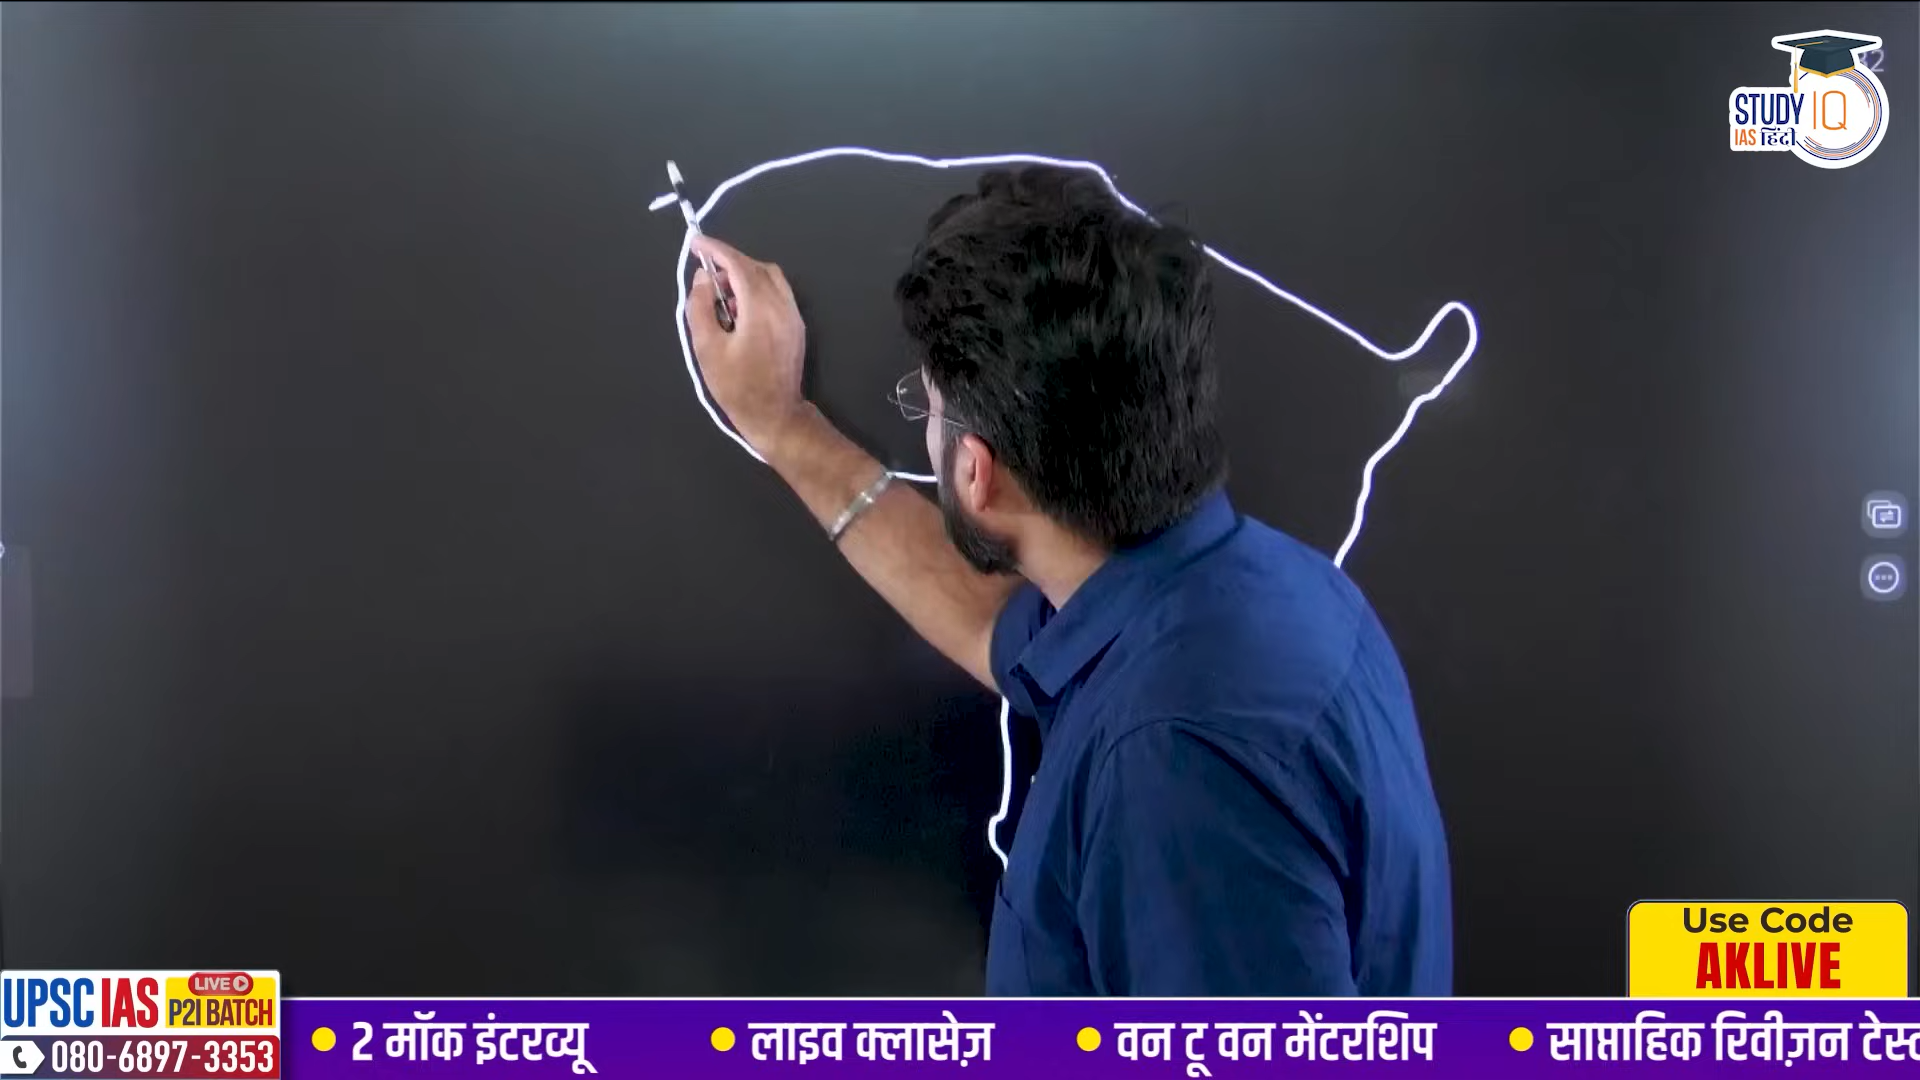 32
STUDY IQ
IAS हिंदी
Use Code
AKLIVE
UPSC IAS LIVE P2I BATCH
080-6897-3353
2 मॉक इंटरव्यू लाइव क्लासेज़ वन टू वन मेंटरशिप साप्ताहिक रिवीज़न टेस्ट